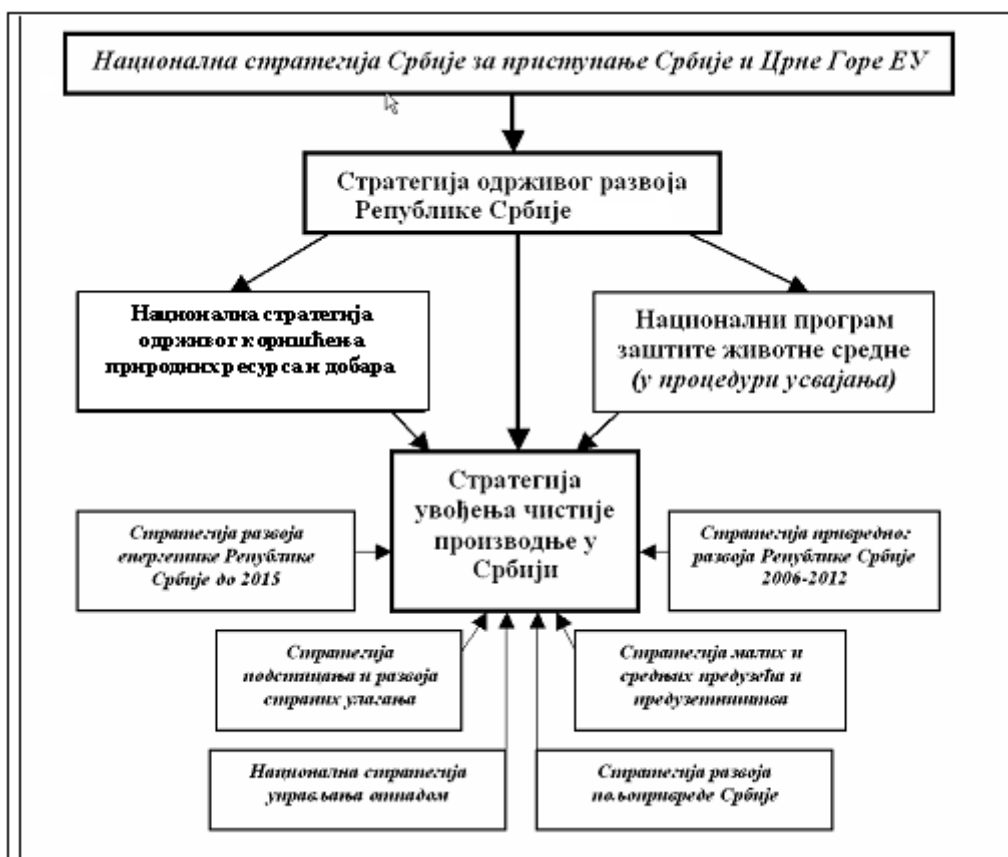 Национална стратегија Србије за приступање Србије и Црне Горе ЕУ
Стратегија одрживог развоја
Републике Србије
Национална стратегија
одрживог коришћења
природних ресурса и добара
Национални програм
заштите животне средне
(у процедури усвајања)
Стратегија
увођења чистије
производње у
Србији
Стратегија развоја
енергетике Републике
Србије до 2015
Стратегија привредног
развоја Републике Србије
2006-2012
Стратегија
подстицања и развоја
страних улагања
Стратегија малих и
средњих предузећа и
предузетништва
Национална стратегија
управљања отпадом
Стратегија развоја
пољопривреде Србије